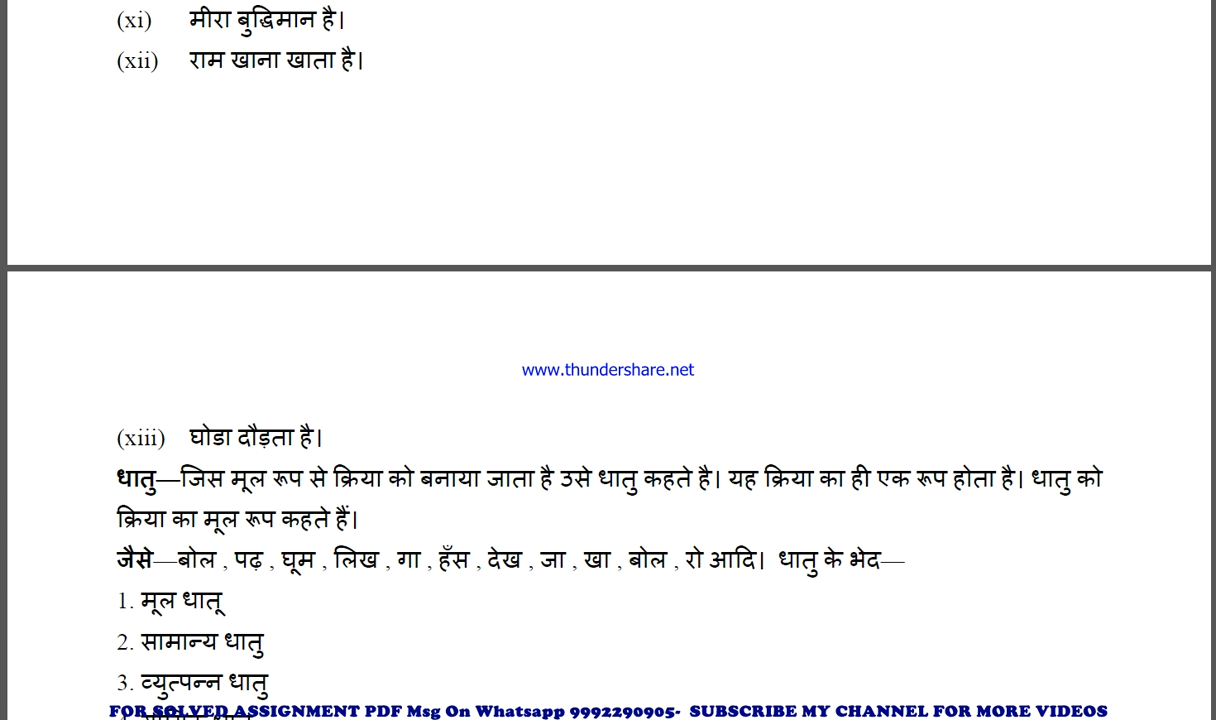 (xi) मीरा बुद्धिमान है।
(xii) राम खाना खाता है।
www.thundershare.net
(xiii) घोडा दौड़ता है।
धातु—जिस मूल रूप से क्रिया को बनाया जाता है उसे धातु कहते है। यह क्रिया का ही एक रूप होता है। धातु को
क्रिया का मूल रूप कहते हैं।
जैसे—बोल , पढ़ , घूम , लिख , गा , हँस , देख , जा , खा , बोल , रो आदि। धातु के भेद—
1. मूल धातू
2. सामान्य धातु
3. व्युत्पन्न धातु
FOR SOLVED ASSIGNMENT PDF Msg On Whatsapp 9992290905- SUBSCRIBE MY CHANNEL FOR MORE VIDEOS